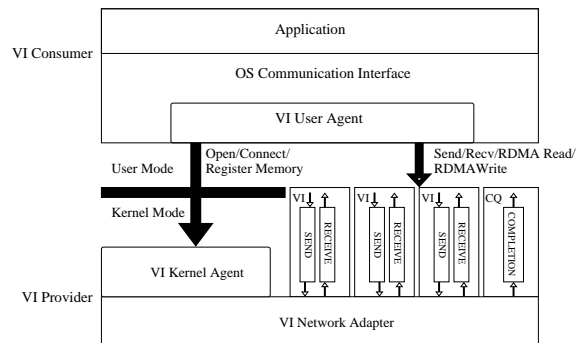 Application
VI Consumer
OS Communication Interface
VI User Agent
Open/Connect/
Register Memory
Send/Recv/RDMA Read/
RDMAWrite
User Mode
Kernel Mode
VI
SEND
RECEIVE
VI
SEND
RECEIVE
VI
SEND
RECEIVE
CQ
COMPLETION
VI Kernel Agent
VI Provider
VI Network Adapter